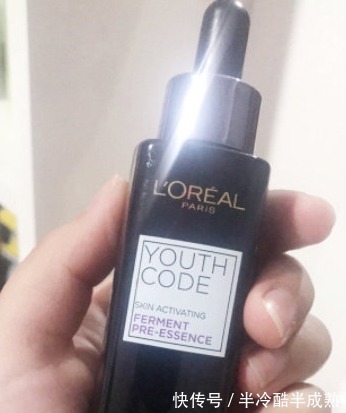 L'ORÉAL
PARIS
YOUTH
CODE
SKIN ACTIVATING
FERMENT
PRE-ESSENCE
快传号 / 半冷酷半成熟